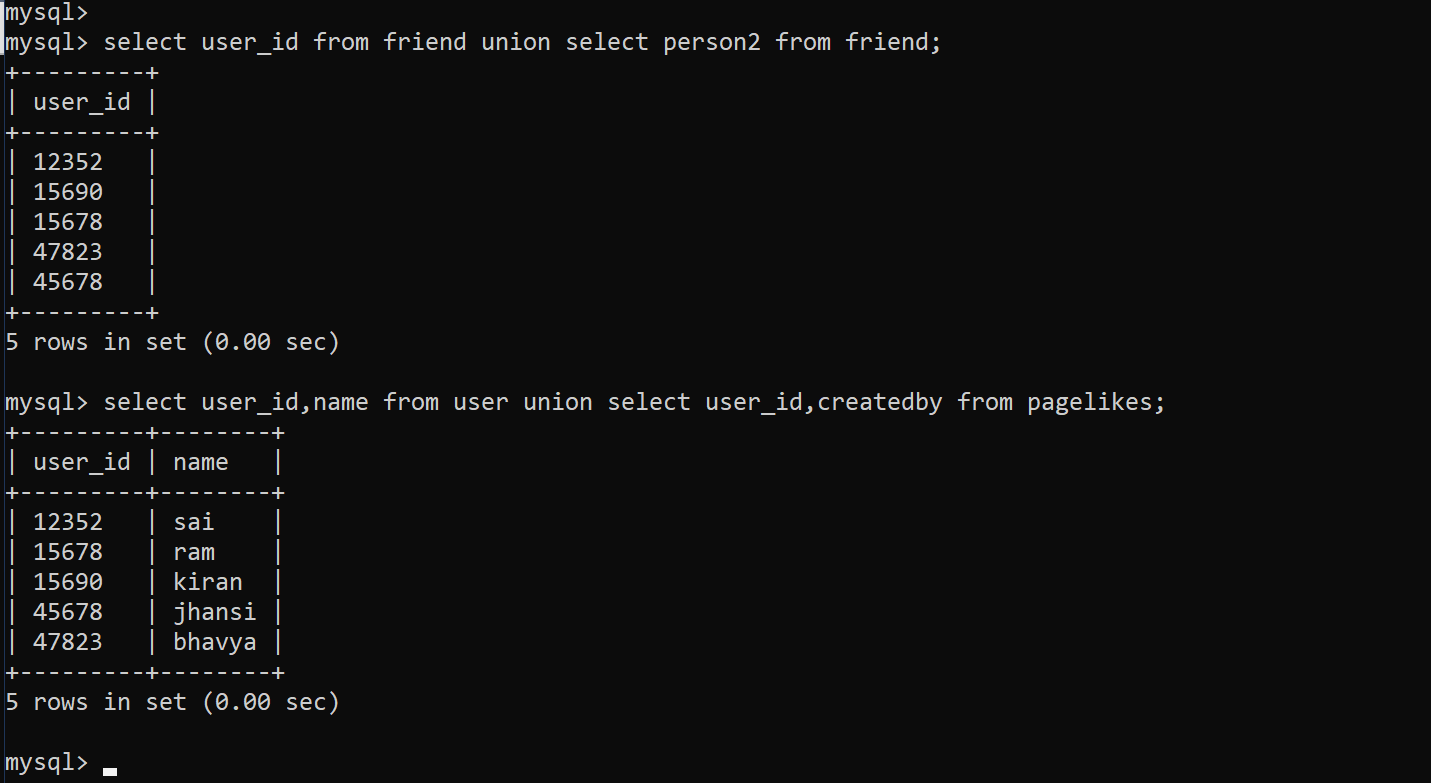 mysql>
mysql> select user_id from friend union select person2 from friend;
+---------+
| user_id |
+---------+
| 12352   |
| 15690   |
| 15678   |
| 47823   |
| 45678   |
+---------+
5 rows in set (0.00 sec)

mysql> select user_id,name from user union select user_id,createdby from pagelikes;
+---------+--------+
| user_id | name   |
+---------+--------+
| 12352   | sai    |
| 15678   | ram    |
| 15690   | kiran  |
| 45678   | jhansi |
| 47823   | bhavya |
+---------+--------+
5 rows in set (0.00 sec)

mysql>